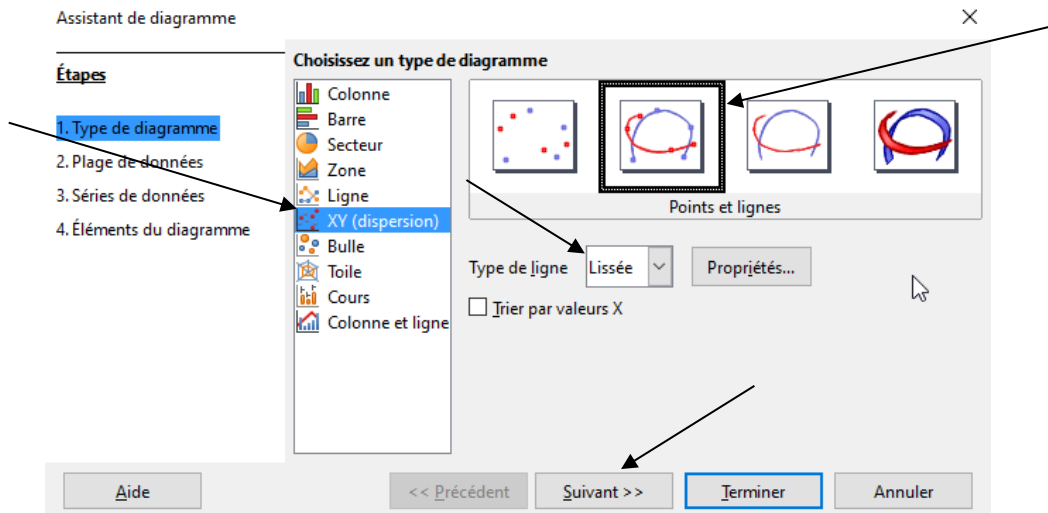 Assistant de diagramme
Étapes
1. Type de diagramme
2. Plage de données
3. Séries de données
4. Éléments du diagramme
Choisissez un type de diagramme
Colonne
Barre
Secteur
Zone
Ligne
XY (dispersion)
Bulle
Toile
Cours
Colonne et ligne
Points et lignes
Type de ligne Lissée Propriétés...
Trier par valeurs X
Aide << Précédent Suivant >> Terminer Annuler